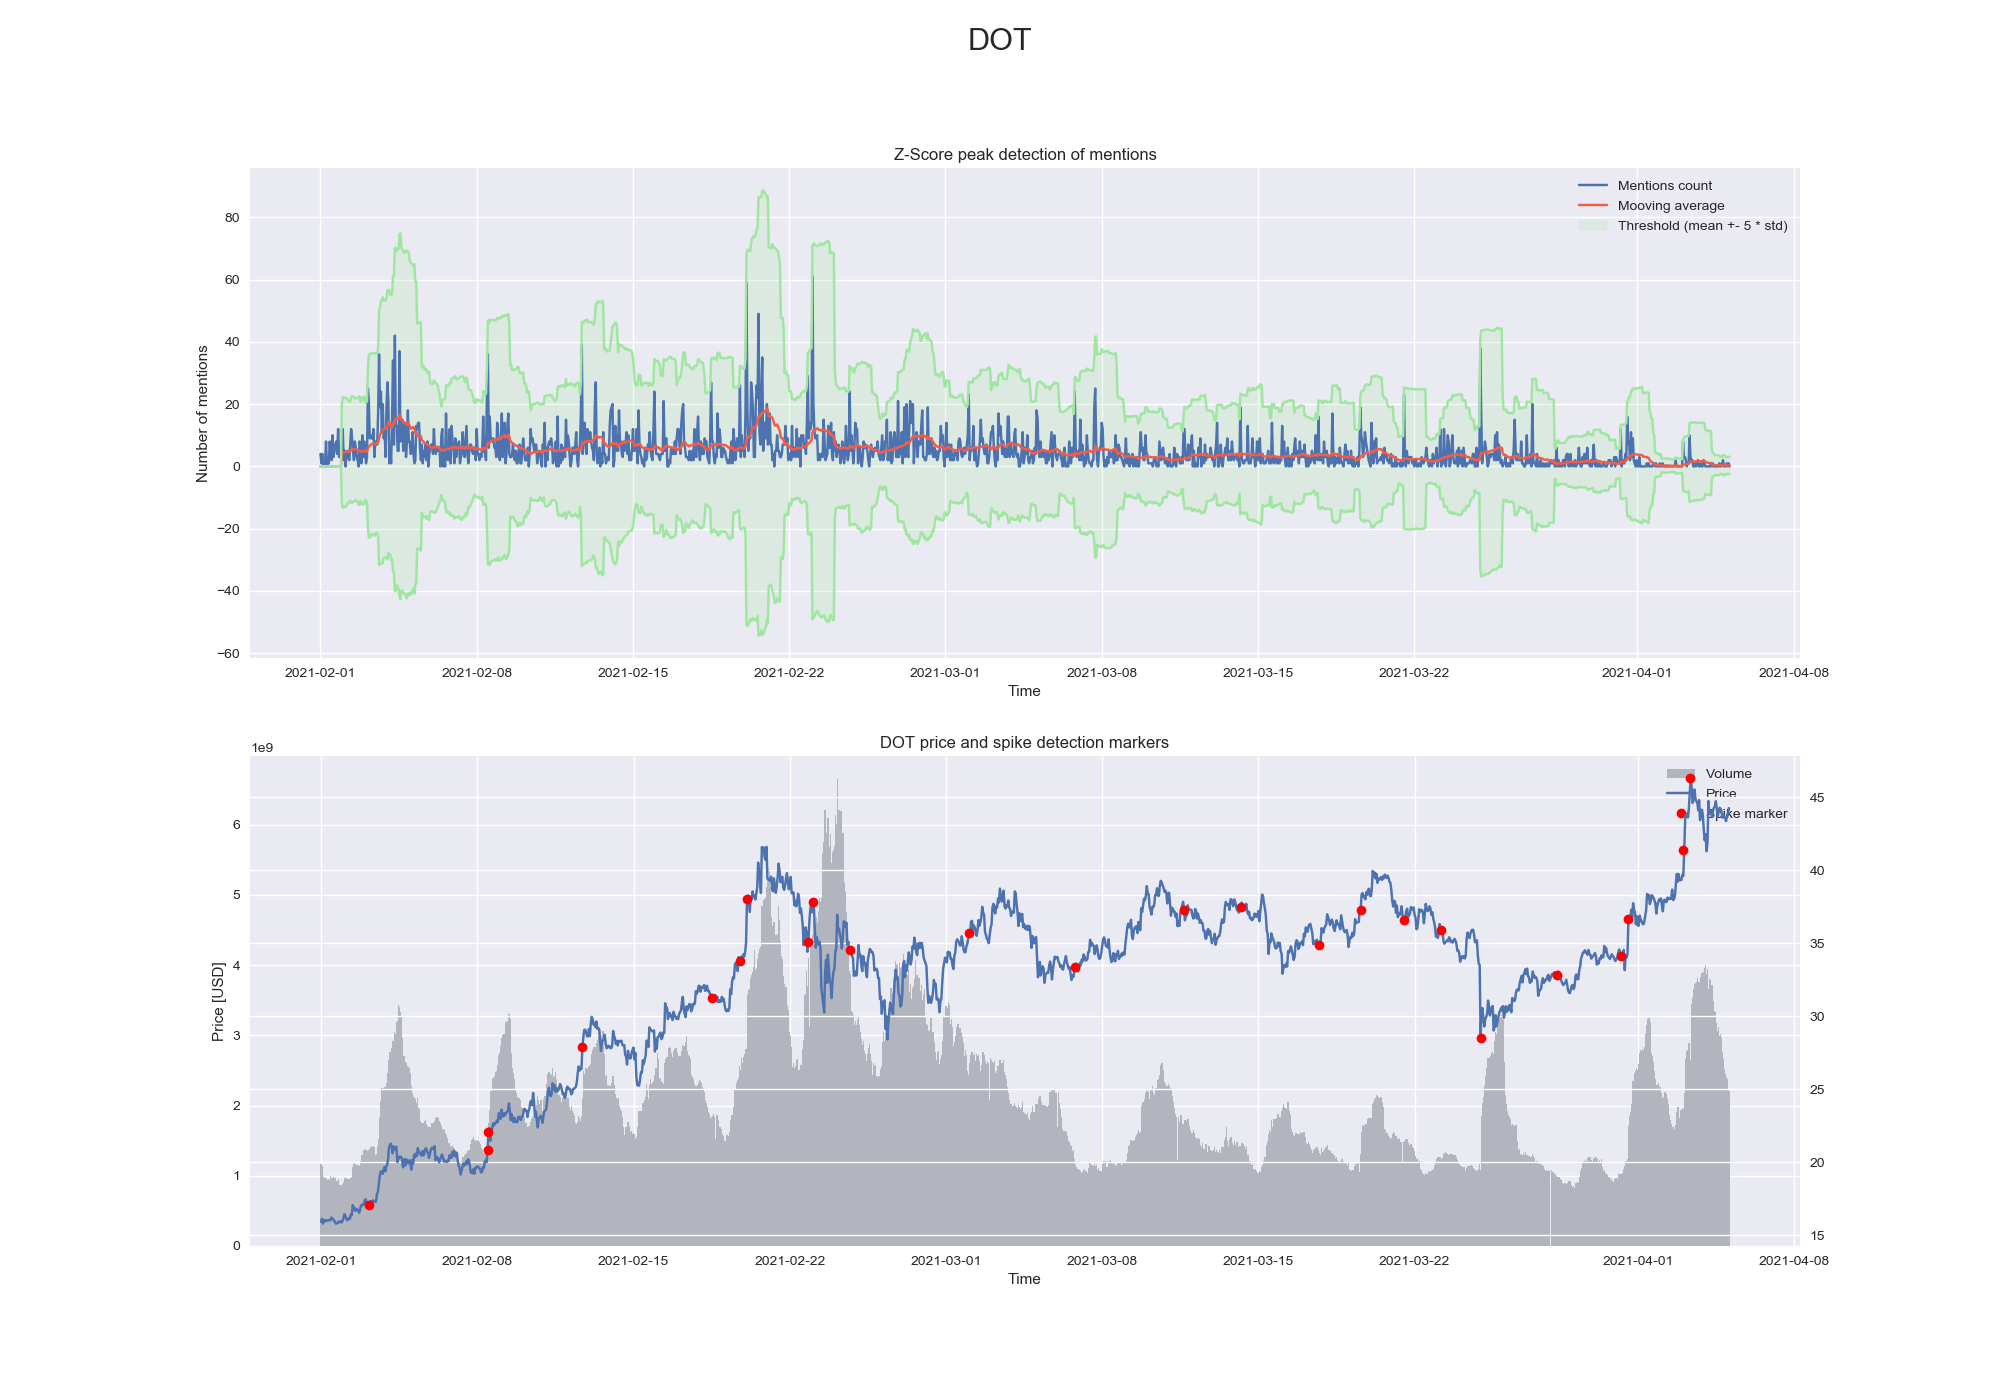 DOT
Z-Score peak detection of mentions
Mentions count
Mooving average
Threshold (mean +- 5 * std)
Number of mentions
80
60
40
20
0
−20
−40
−60
2021-02-01 2021-02-08 2021-02-15 2021-02-22 2021-03-01 2021-03-08 2021-03-15 2021-03-22 2021-04-01 2021-04-08
Time
DOT price and spike detection markers
1e9
Volume
Price
Spike marker
Price [USD]
6
5
4
3
2
1
0
45
40
35
30
25
20
15
2021-02-01 2021-02-08 2021-02-15 2021-02-22 2021-03-01 2021-03-08 2021-03-15 2021-03-22 2021-04-01 2021-04-08
Time